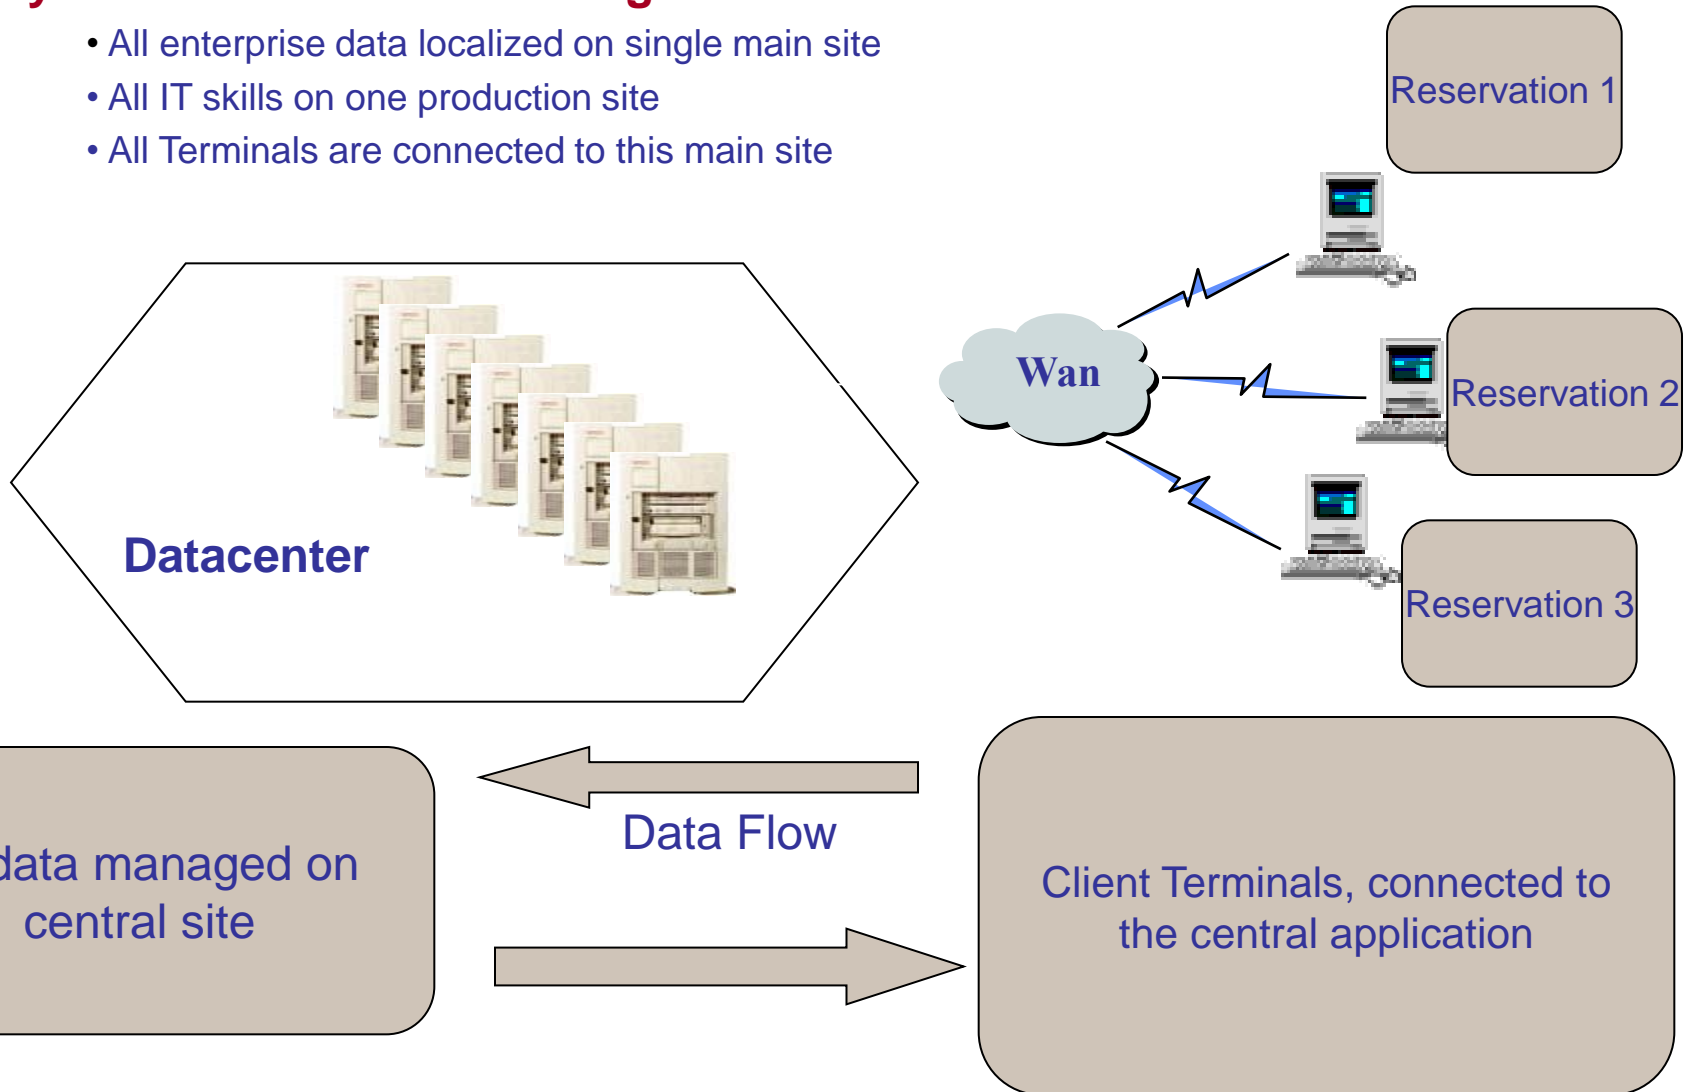 • All enterprise data localized on single main site
• All IT skills on one production site
• All Terminals are connected to this main site
Reservation 1
Wan
Reservation 2
Datacenter
Reservation 3
Data Flow
data managed on
central site
Client Terminals, connected to
the central application